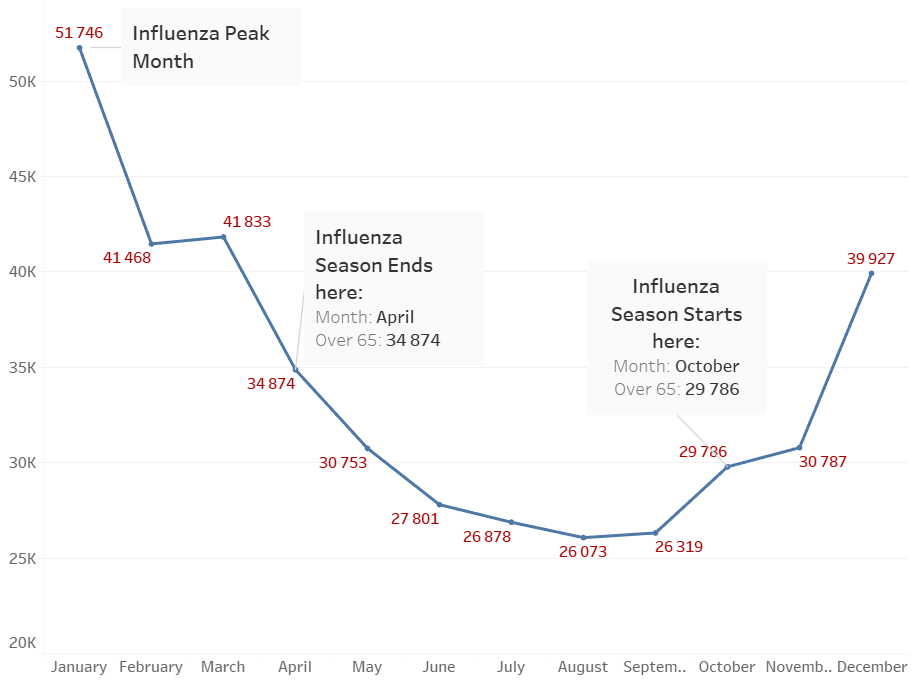 51 746
Influenza Peak
Month
50K
45K
41 833
41 468
Influenza
Season Ends
here:
Month: April
Over 65: 34 874
40K
39 927
Influenza
Season Starts
here:
Month: October
Over 65: 29 786
35K
34 874
30 753
30K
29 786
30 787
27 801
26 878
26 073
26 319
25K
20K
January February March April May June July August Septem.. October Novemb.. December